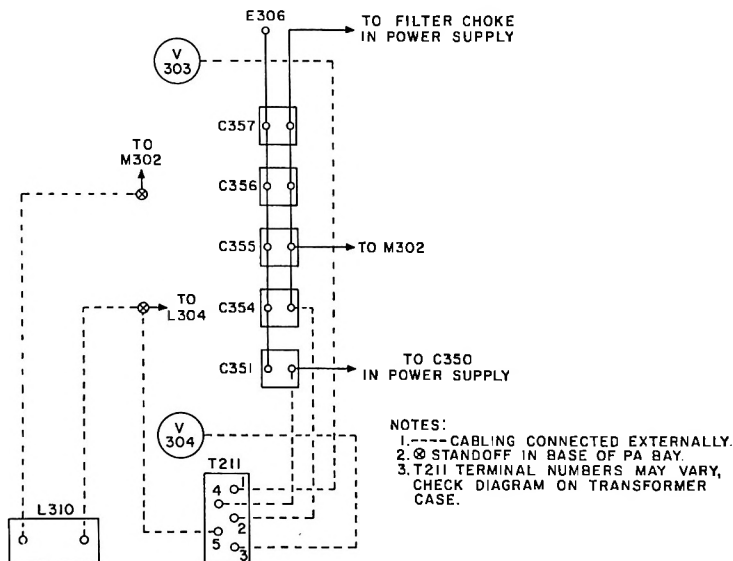 E306
TO FILTER CHOKE
IN POWER SUPPLY
V
303
C357
TO
M302
C356
C355
TO M302
TO
L304
C354
C351
TO C350
IN POWER SUPPLY
V
304
NOTES:
1.---- CABLING CONNECTED EXTERNALLY.
2.⊗ STANDOFF IN BASE OF PA BAY.
3. T211 TERMINAL NUMBERS MAY VARY,
CHECK DIAGRAM ON TRANSFORMER
CASE.
T211
1
4
2
5
3
L310